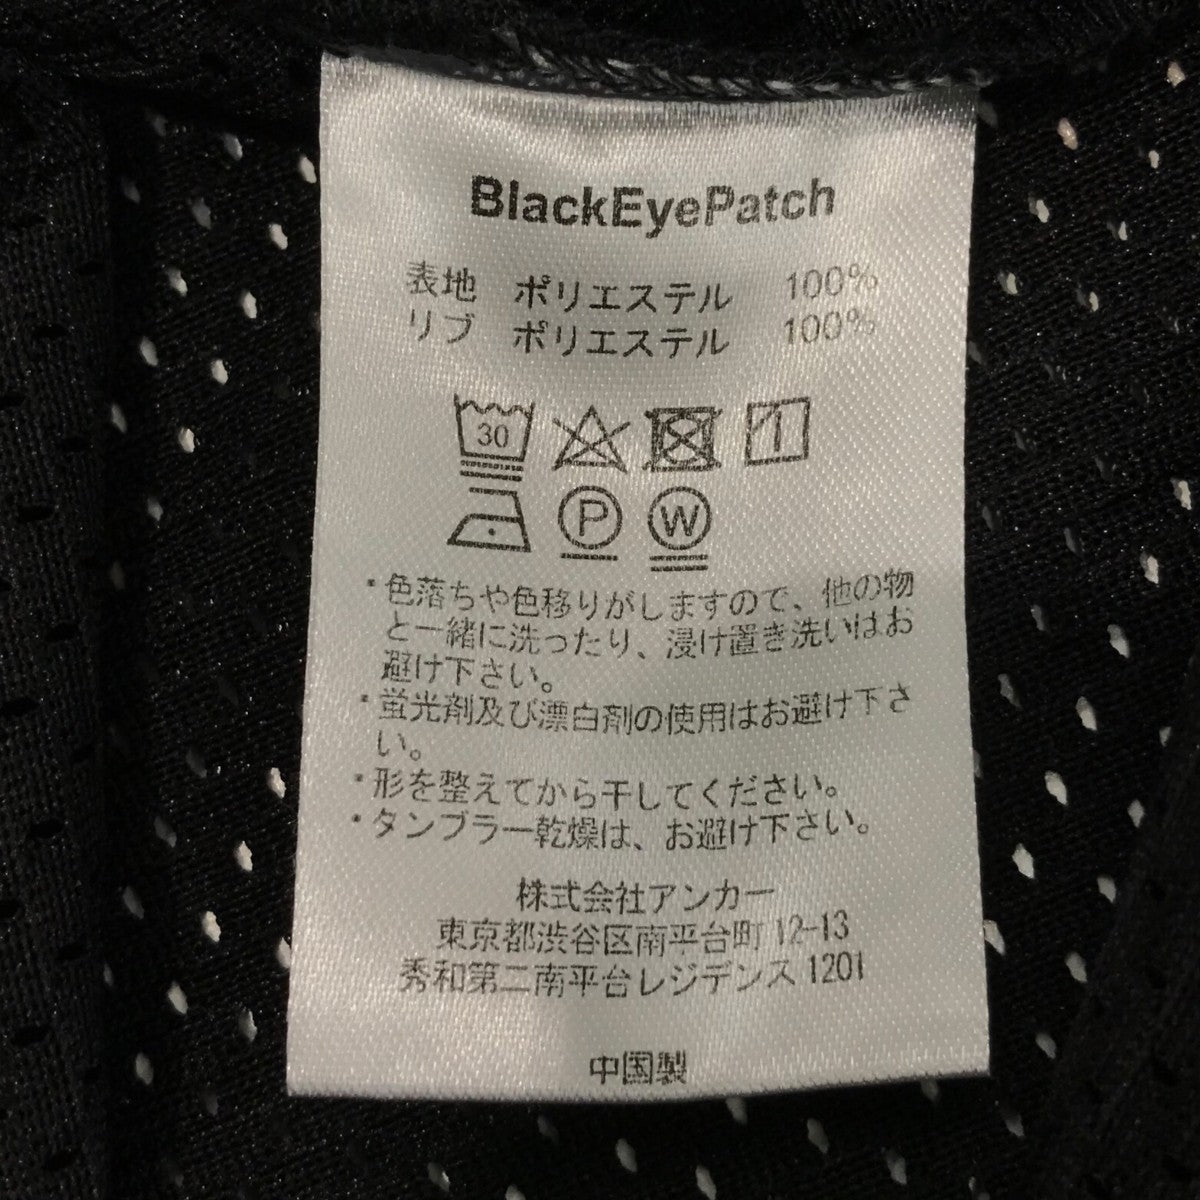 BlackEyePatch
表地 ポリエステル 100%
リブ ポリエステル 100%
30
P W
・色落ちや色移りがしますので、他の物
と一緒に洗ったり、浸け置き洗いはお
避け下さい。
・蛍光剤及び漂白剤の使用はお避け下さ
い。
・形を整えてから干してください。
・タンブラー乾燥は、お避け下さい。
株式会社アンカー
東京都渋谷区南平台町 12-13
秀和第二南平台レジデンス 1201
中国製